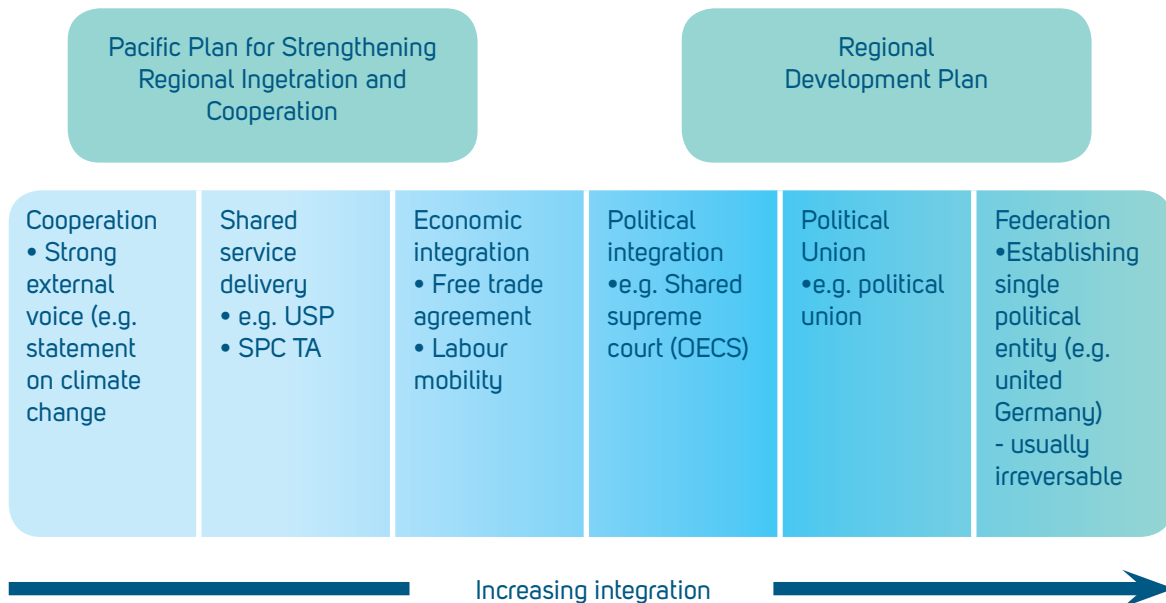 Pacific Plan for Strengthening
Regional Ingetration and
Cooperation
Regional
Development Plan
Cooperation
• Strong
external
voice (e.g.
statement
on climate
change
Shared
service
delivery
• e.g. USP
• SPC TA
Economic
integration
• Free trade
agreement
• Labour
mobility
Political
integration
•e.g. Shared
supreme
court (OECS)
Political
Union
•e.g. political
union
Federation
•Establishing
single
political
entity (e.g.
united
Germany)
- usually
irreversable
Increasing integration